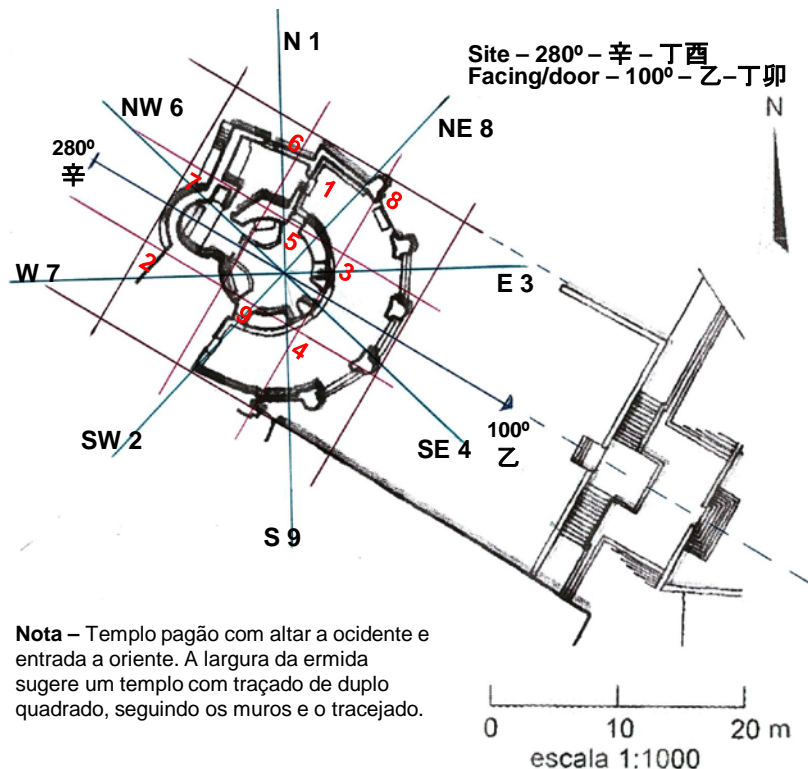 N 1
Site – 280º – 辛 – 丁酉
Facing/door – 100º – 乙–丁卯
NW 6
NE 8
N
280º
辛
6
7
1
8
5
2
3
W 7
E 3
9
4
SW 2
SE 4
100º
乙
S 9
Nota – Templo pagão com altar a ocidente e
entrada a oriente. A largura da ermida
sugere um templo com traçado de duplo
quadrado, seguindo os muros e o tracejado.
0 10 20 m
escala 1:1000